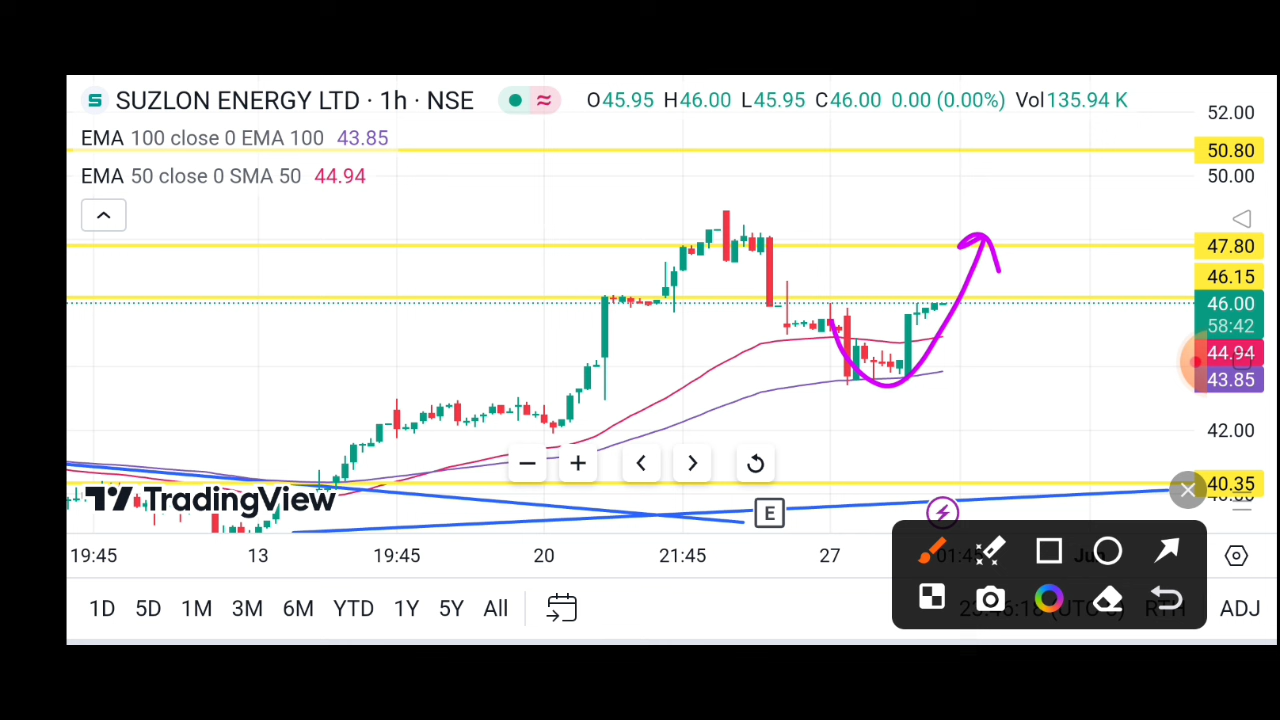 SUZLON ENERGY LTD · 1h · NSE O45.95 H46.00 L45.95 C46.00 0.00 (0.00%) Vol135.94 K
EMA 100 close 0 EMA 100 43.85
EMA 50 close 0 SMA 50 44.94
52.00
50.80
50.00
47.80
46.15
46.00
58:42
44.94
43.85
42.00
40.35
TradingView
E
19:45 13 19:45 20 21:45 27 01:45 Jun
1D 5D 1M 3M 6M YTD 1Y 5Y All RTH ADJ